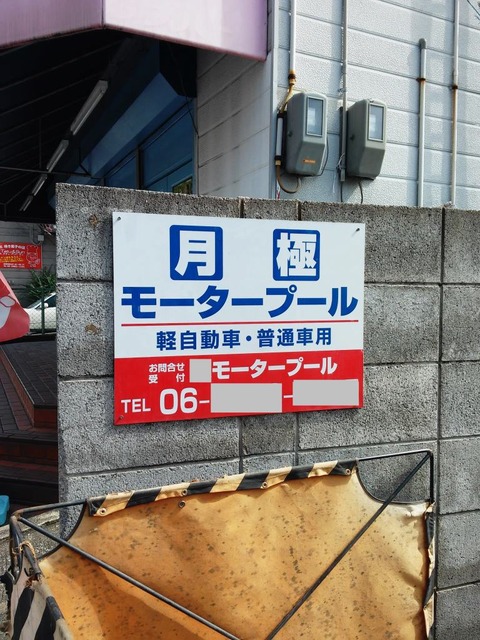 月極
モータープール
軽自動車・普通車用
お問合せ
受付
モータープール
TEL 06-